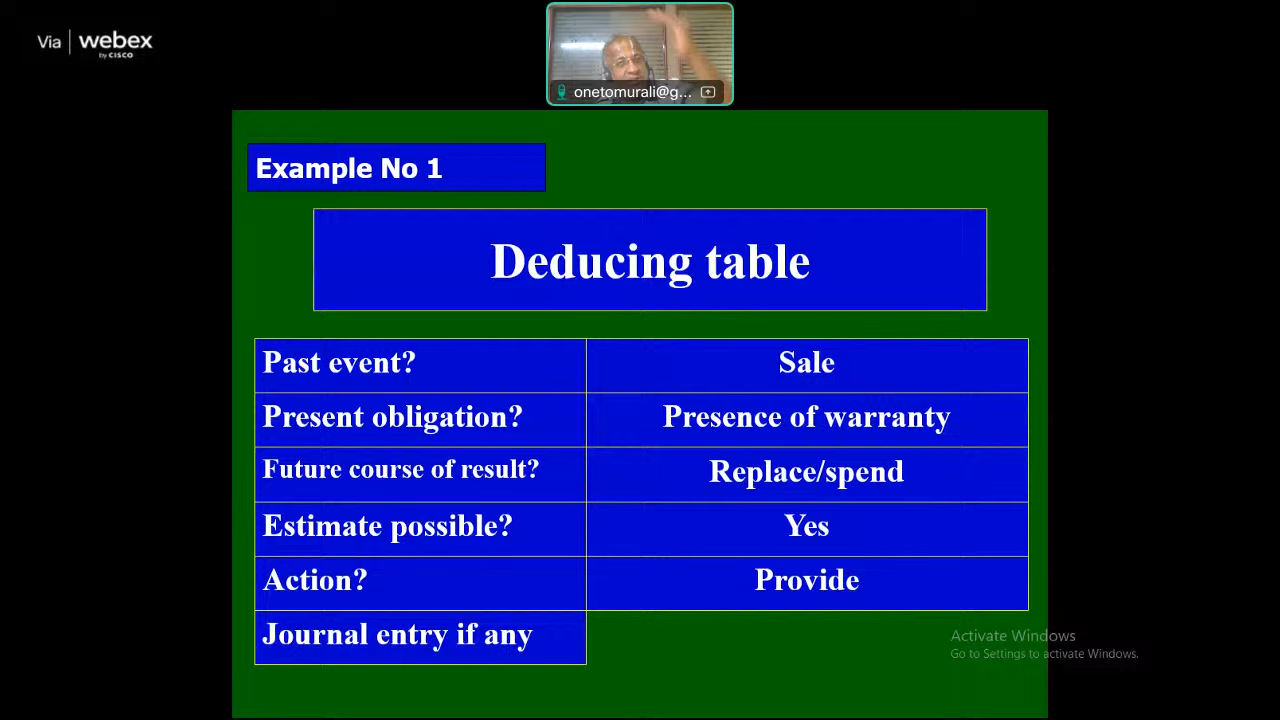 Via webex
by CISCO
onetomurali@g...
Example No 1
Deducing table
Past event? Sale
Present obligation? Presence of warranty
Future course of result? Replace/spend
Estimate possible? Yes
Action? Provide
Journal entry if any
Activate Windows
Go to Settings to activate Windows.